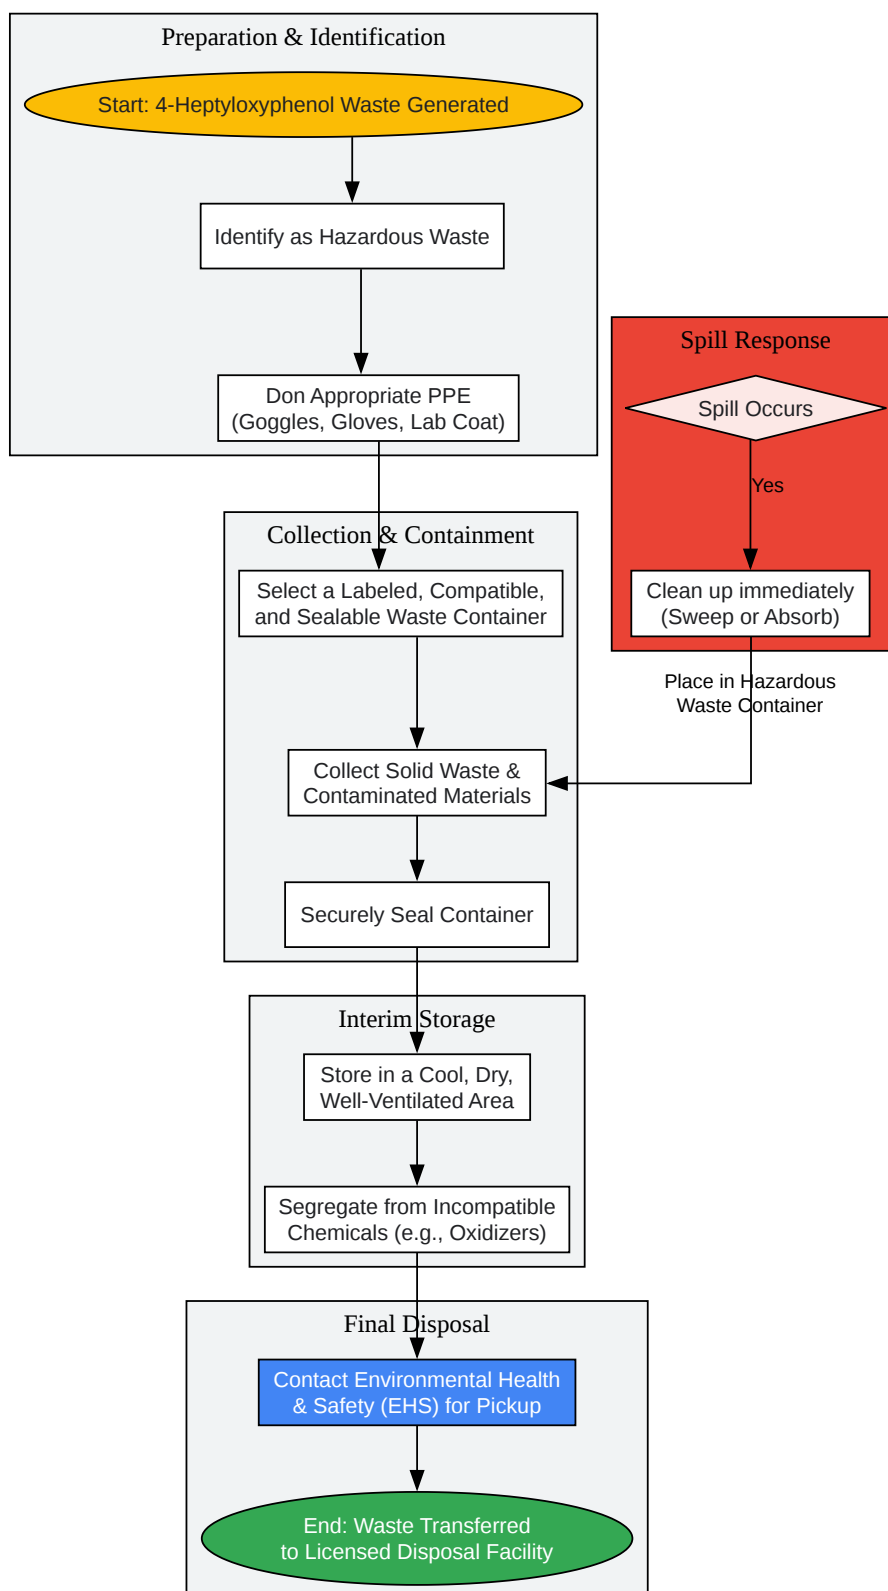 Preparation & Identification
Start: 4-Heptyloxyphenol Waste Generated
Identify as Hazardous Waste
Don Appropriate PPE
(Goggles, Gloves, Lab Coat)
Spill Response
Spill Occurs
Yes
Clean up immediately
(Sweep or Absorb)
Place in Hazardous
Waste Container
Collection & Containment
Select a Labeled, Compatible,
and Sealable Waste Container
Collect Solid Waste &
Contaminated Materials
Securely Seal Container
Interim Storage
Store in a Cool, Dry,
Well-Ventilated Area
Segregate from Incompatible
Chemicals (e.g., Oxidizers)
Final Disposal
Contact Environmental Health
& Safety (EHS) for Pickup
End: Waste Transferred
to Licensed Disposal Facility